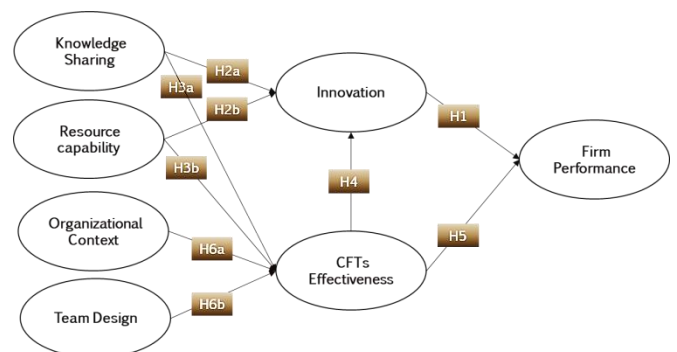 Knowledge
Sharing
H2a
H3a
Innovation
H2b
H1
Resource
capability
Firm
Performance
H3b
H4
Organizational
Context
H5
H6a
CFTs
Effectiveness
H6b
Team Design